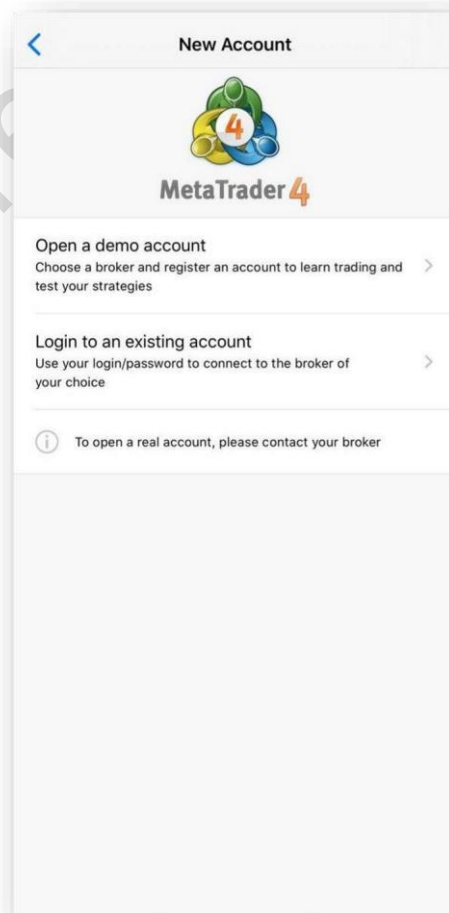 New Account
4
MetaTrader 4
Open a demo account
Choose a broker and register an account to learn trading and
test your strategies
Login to an existing account
Use your login/password to connect to the broker of
your choice
To open a real account, please contact your broker